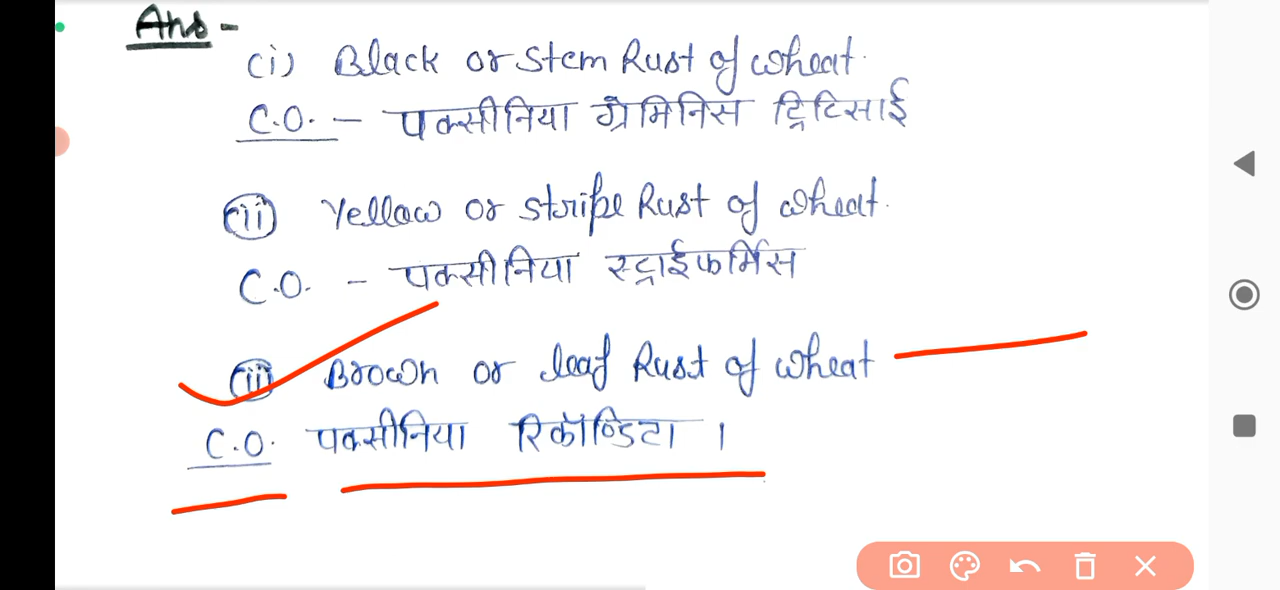 Ans -
(i) Black or Stem Rust of wheat.
C.O. - पक्सीनिया ग्रेमिनिस ट्रिटिसाई
(ii) Yellow or stripe Rust of wheat.
C.O. - पक्सीनिया स्ट्राईफर्मिस
(iii) Brown or leaf Rust of wheat
C.O. पक्सीनिया रिकॉण्डिटा ।